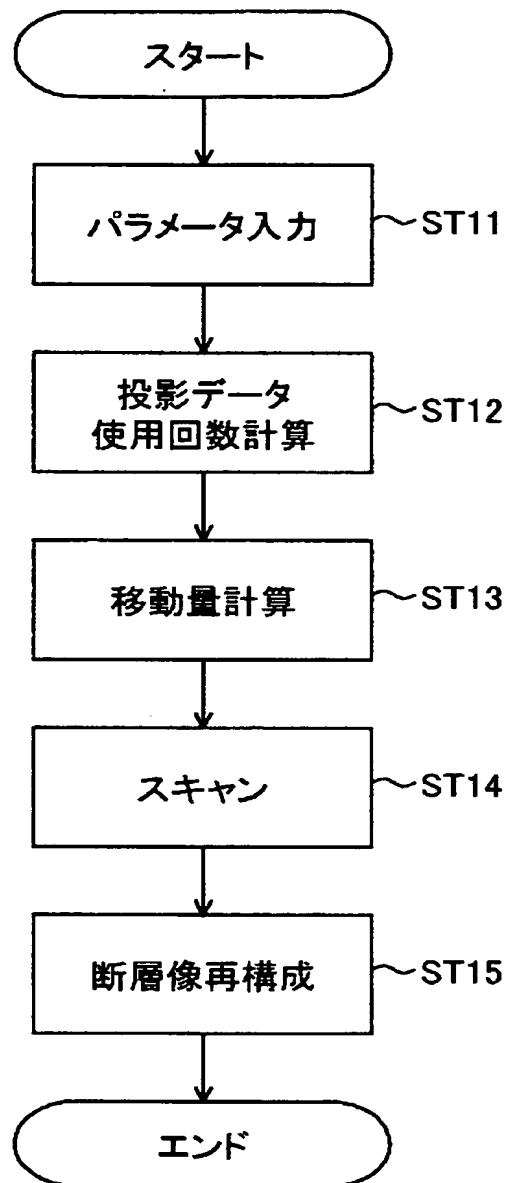 スタート
パラメータ入力
ST11
投影データ
使用回数計算
ST12
移動量計算
ST13
スキャン
ST14
断層像再構成
ST15
エンド